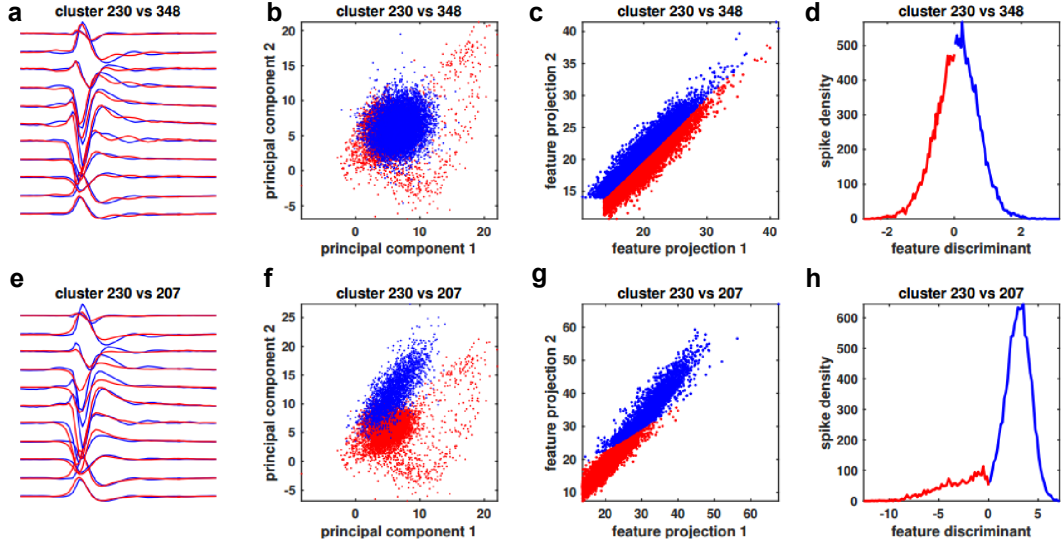 a
cluster 230 vs 348
b
cluster 230 vs 348
principal component 2
20
15
10
5
0
-5
0
10
20
principal component 1
c
cluster 230 vs 348
feature projection 2
40
35
30
25
20
15
20
30
40
feature projection 1
d
cluster 230 vs 348
spike density
500
400
300
200
100
0
-2
0
2
feature discriminant
e
cluster 230 vs 207
f
cluster 230 vs 207
principal component 2
25
20
15
10
5
0
-5
0
10
20
principal component 1
g
cluster 230 vs 207
feature projection 2
60
50
40
30
20
10
20
30
40
50
60
feature projection 1
h
cluster 230 vs 207
spike density
600
500
400
300
200
100
0
-10
-5
0
5
feature discriminant